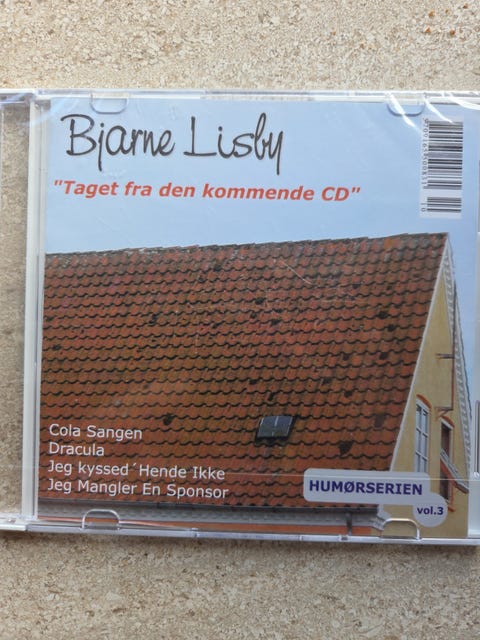 Bjarne Lisby
"Taget fra den kommende CD"
Cola Sangen
Dracula
Jeg kyssed´Hende Ikke
Jeg Mangler En Sponsor
HUMØRSERIEN
vol.3